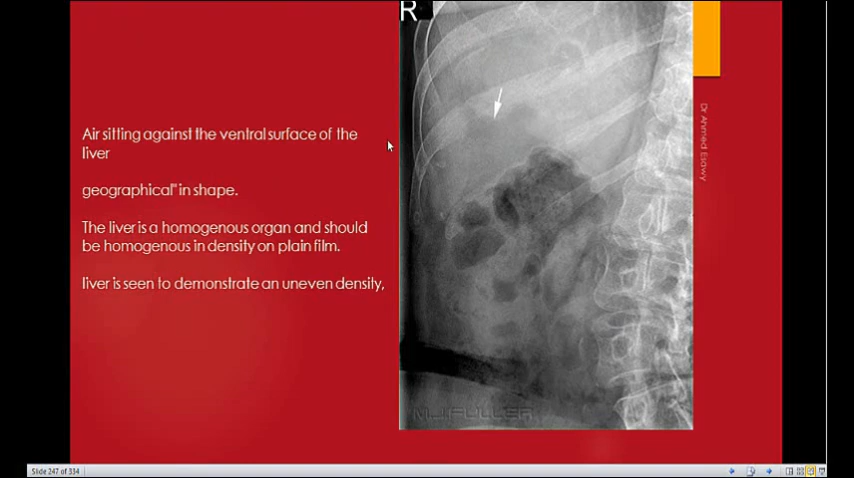 R
Air sitting against the ventral surface of the
liver
geographical" in shape.
The liver is a homogenous organ and should
be homogenous in density on plain film.
liver is seen to demonstrate an uneven density,
Dr Ahmed Esawy
M.J.FULLER
Slide 247 of 334